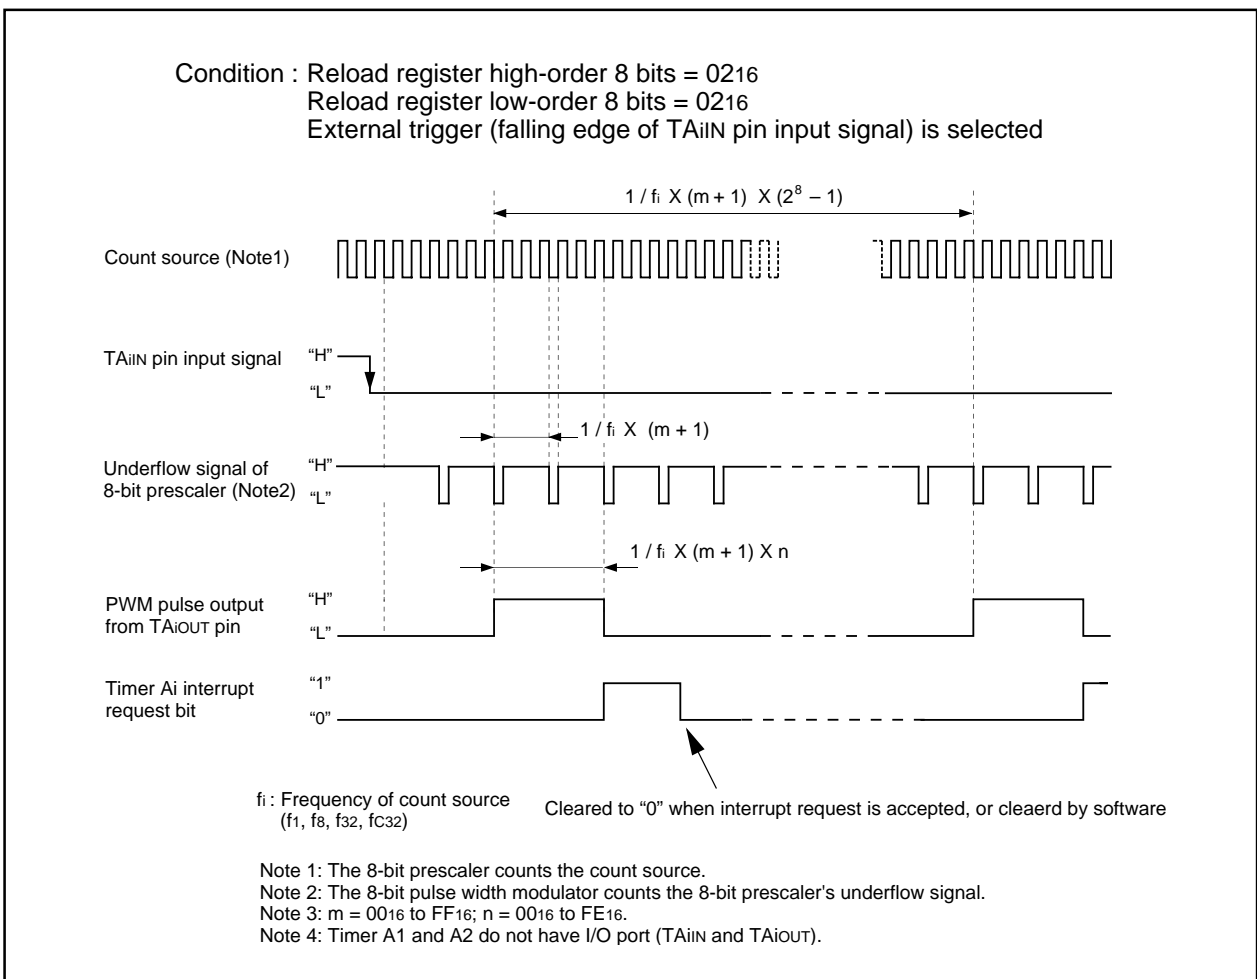 Condition : Reload register high-order 8 bits = 0216
Reload register low-order 8 bits = 0216
External trigger (falling edge of TAiIN pin input signal) is selected
1 / fi X (m + 1) X (2⁸ – 1)
Count source (Note1)
TAiIN pin input signal
“H”
“L”
1 / fi X (m + 1)
Underflow signal of
8-bit prescaler (Note2)
“H”
“L”
1 / fi X (m + 1) X n
PWM pulse output
from TAiOUT pin
“H”
“L”
Timer Ai interrupt
request bit
“1”
“0”
fi : Frequency of count source
(f1, f8, f32, fC32)
Cleared to “0” when interrupt request is accepted, or cleaerd by software
Note 1: The 8-bit prescaler counts the count source.
Note 2: The 8-bit pulse width modulator counts the 8-bit prescaler's underflow signal.
Note 3: m = 0016 to FF16; n = 0016 to FE16.
Note 4: Timer A1 and A2 do not have I/O port (TAiIN and TAiOUT).